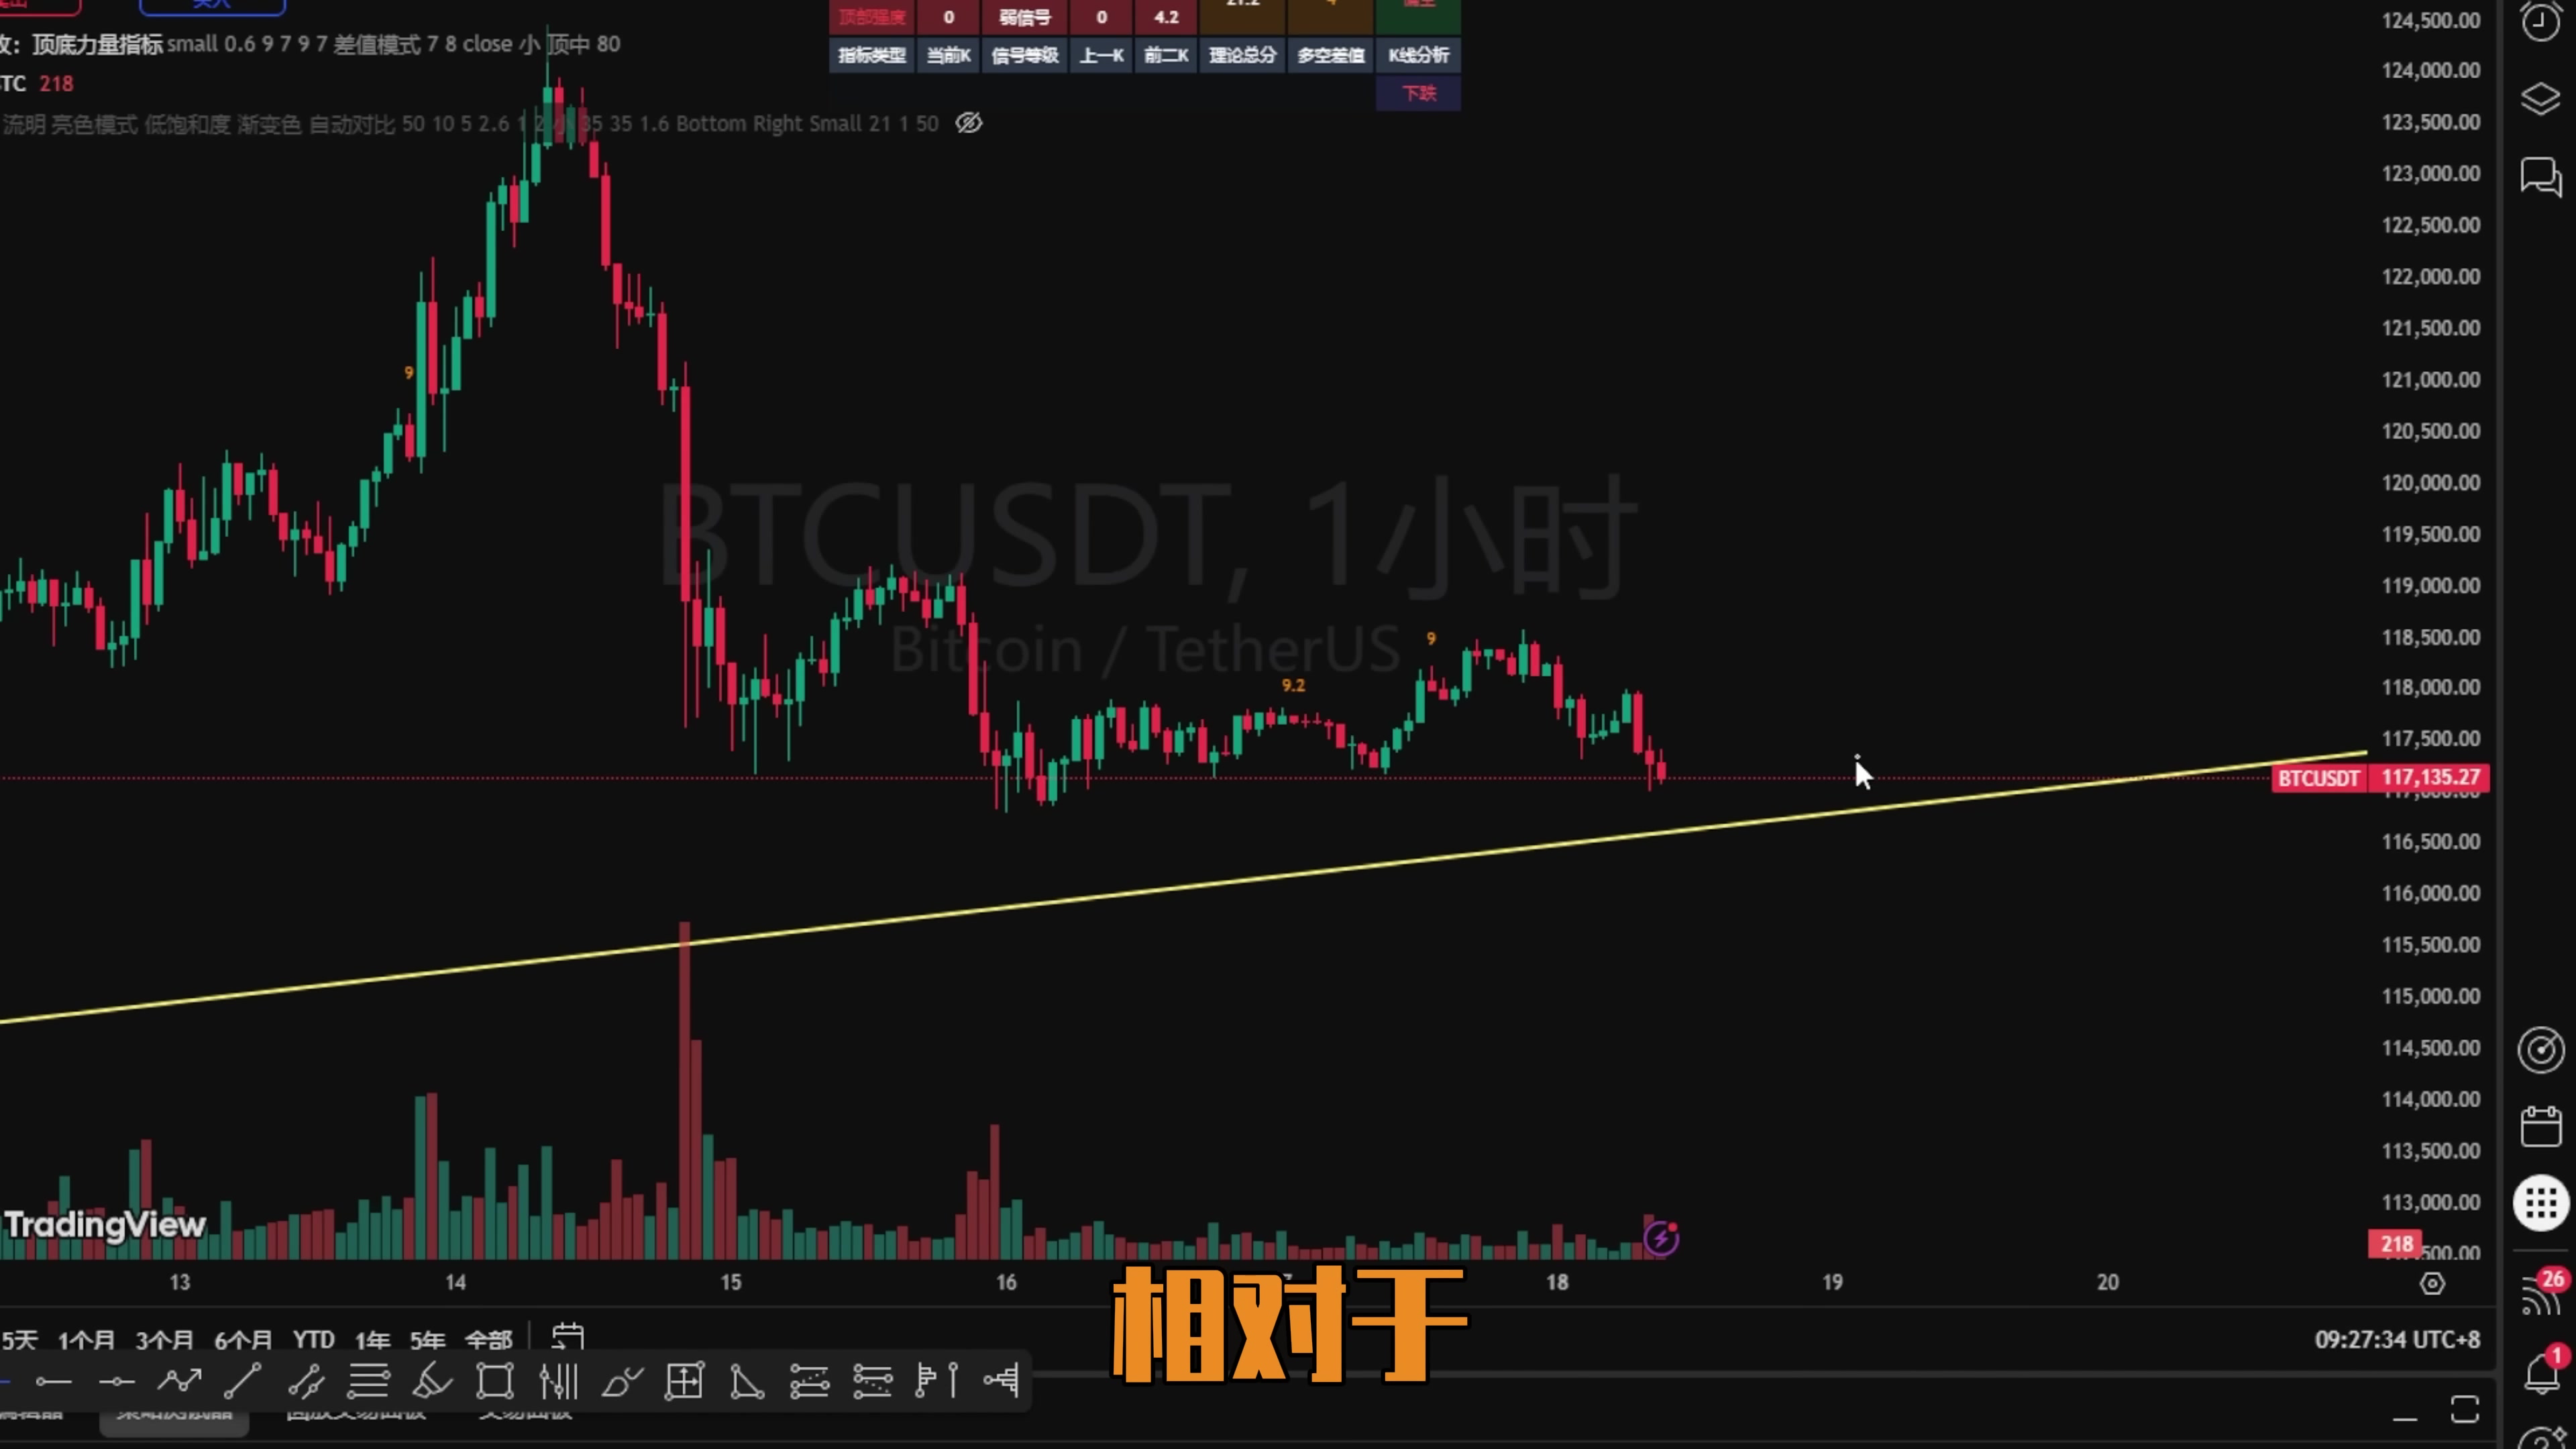 买入
124,500.00
顶部强度 0 弱信号 0 4.2
：顶底力量指标 small 0.6 9 7 9 7 差值模式 7 8 close 小 顶中 80
指标类型 当前K 信号等级 上一K 前二K 理论总分 多空差值 K线分析
124,000.00
TC 218
下跌
流明 亮色模式 低饱和度 渐变色 自动对比 50 10 5 2.6 1 2 小 35 35 1.6 Bottom Right Small 21 1 50
123,500.00
123,000.00
122,500.00
122,000.00
121,500.00
9
121,000.00
120,500.00
BTCUSDT, 1小时
120,000.00
119,500.00
119,000.00
Bitcoin / TetherUS
9
118,500.00
9.2
118,000.00
117,500.00
BTCUSDT 117,135.27
116,500.00
116,000.00
115,500.00
115,000.00
114,500.00
114,000.00
113,500.00
TradingView
113,000.00
218
13 14 15 16 18 19 20
相对于
26
5天 1个月 3个月 6个月 YTD 1年 5年 全部
09:27:34 UTC+8
1